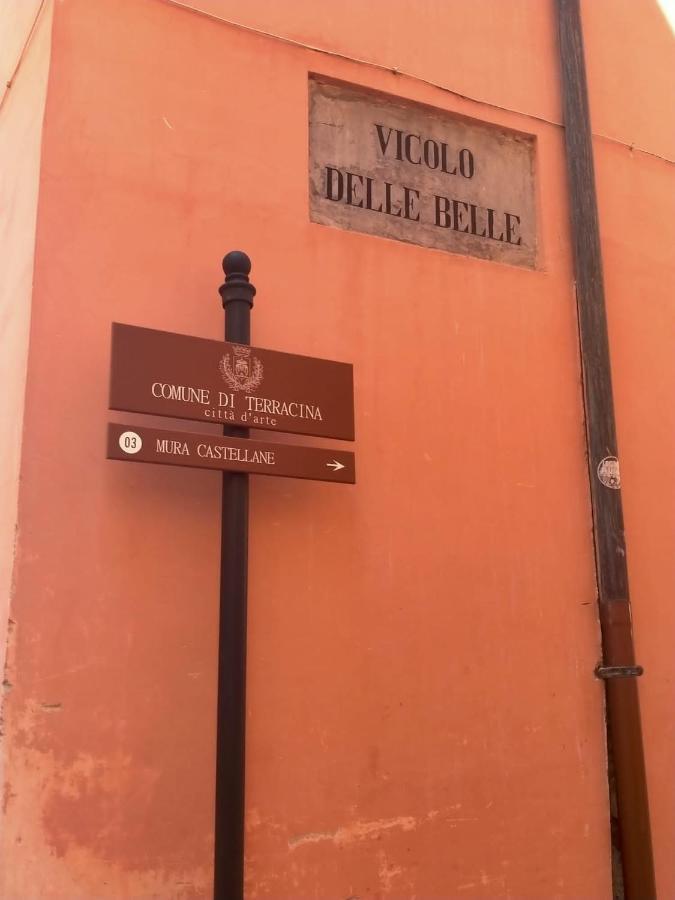 VICOLO
DELLE BELLE
COMUNE DI TERRACINA
città d'arte
03 MURA CASTELLANE